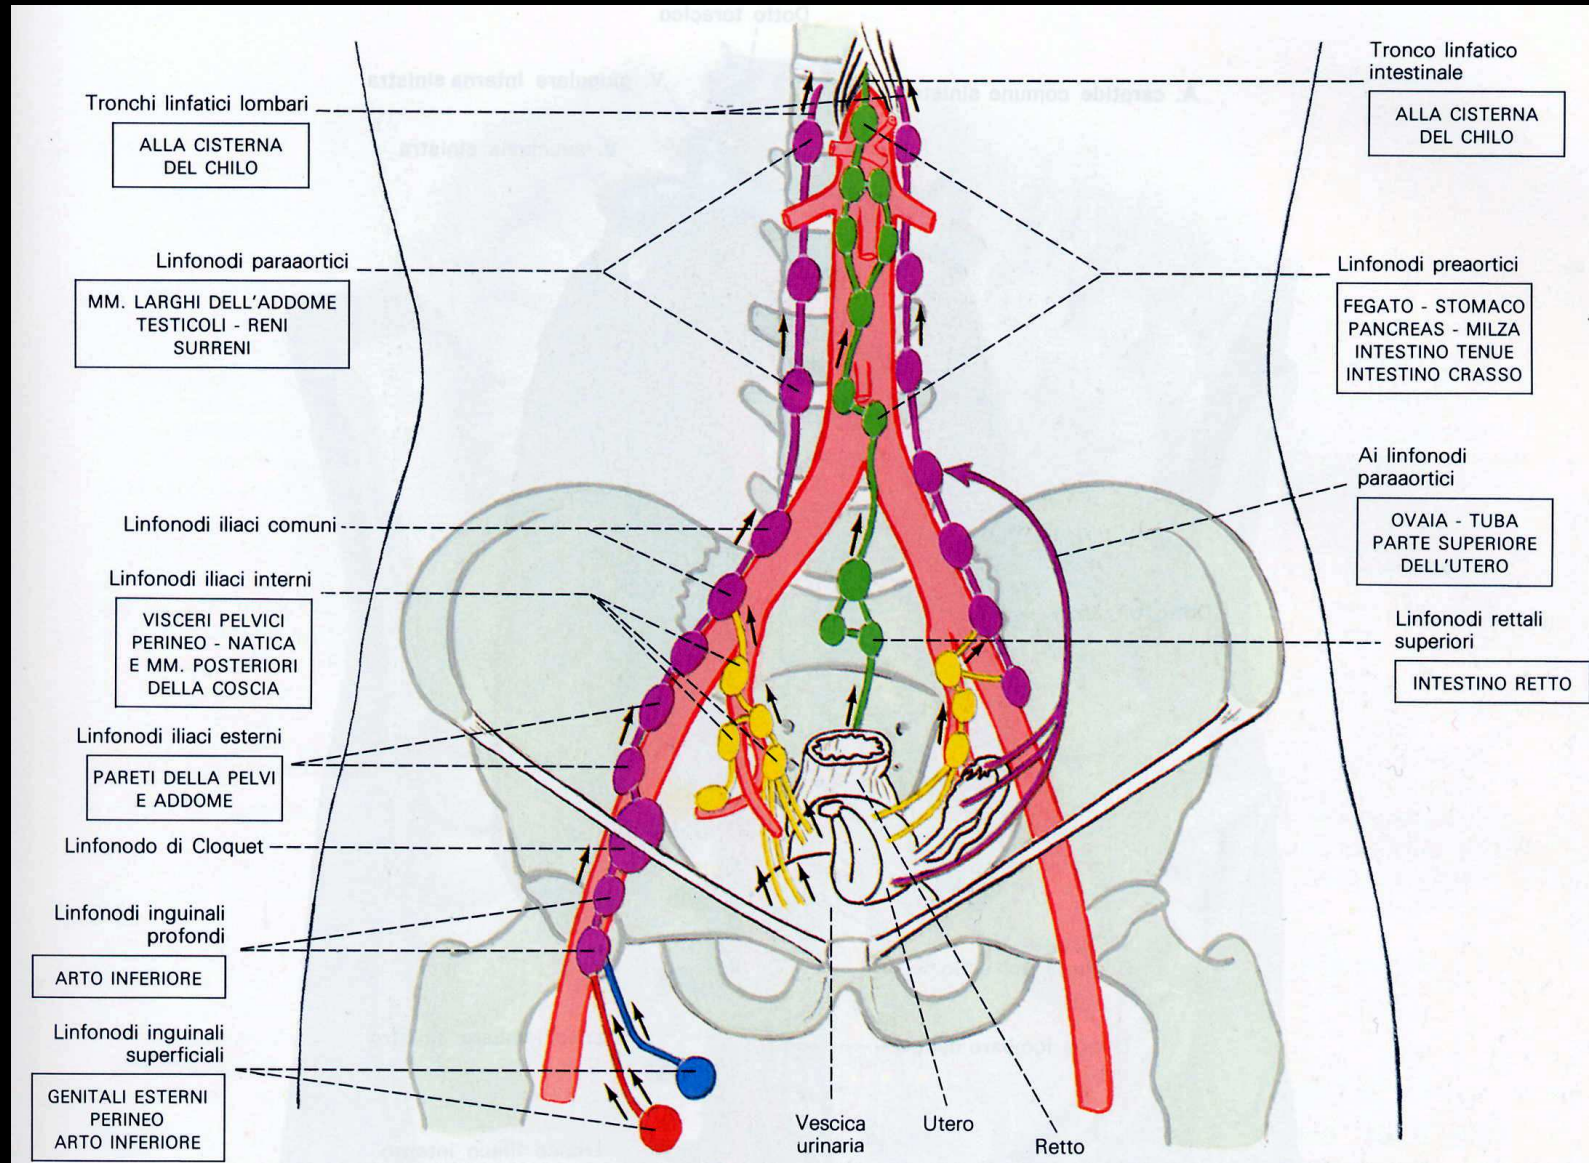 Tronchi linfatici lombari
ALLA CISTERNA
DEL CHILO
Linfonodi paraaortici
MM. LARGHI DELL'ADDOME
TESTICOLI - RENI
SURRENI
Linfonodi iliaci comuni
Linfonodi iliaci interni
VISCERI PELVICI
PERINEO - NATICA
E MM. POSTERIORI
DELLA COSCIA
Linfonodi iliaci esterni
PARETI DELLA PELVI
E ADDOME
Linfonodo di Cloquet
Linfonodi inguinali
profondi
ARTO INFERIORE
Linfonodi inguinali
superficiali
GENITALI ESTERNI
PERINEO
ARTO INFERIORE
Tronco linfatico
intestinale
ALLA CISTERNA
DEL CHILO
Linfonodi preaortici
FEGATO - STOMACO
PANCREAS - MILZA
INTESTINO TENUE
INTESTINO CRASSO
Ai linfonodi
paraaortici
OVAIA - TUBA
PARTE SUPERIORE
DELL'UTERO
Linfonodi rettali
superiori
INTESTINO RETTO
Vescica
urinaria
Utero
Retto